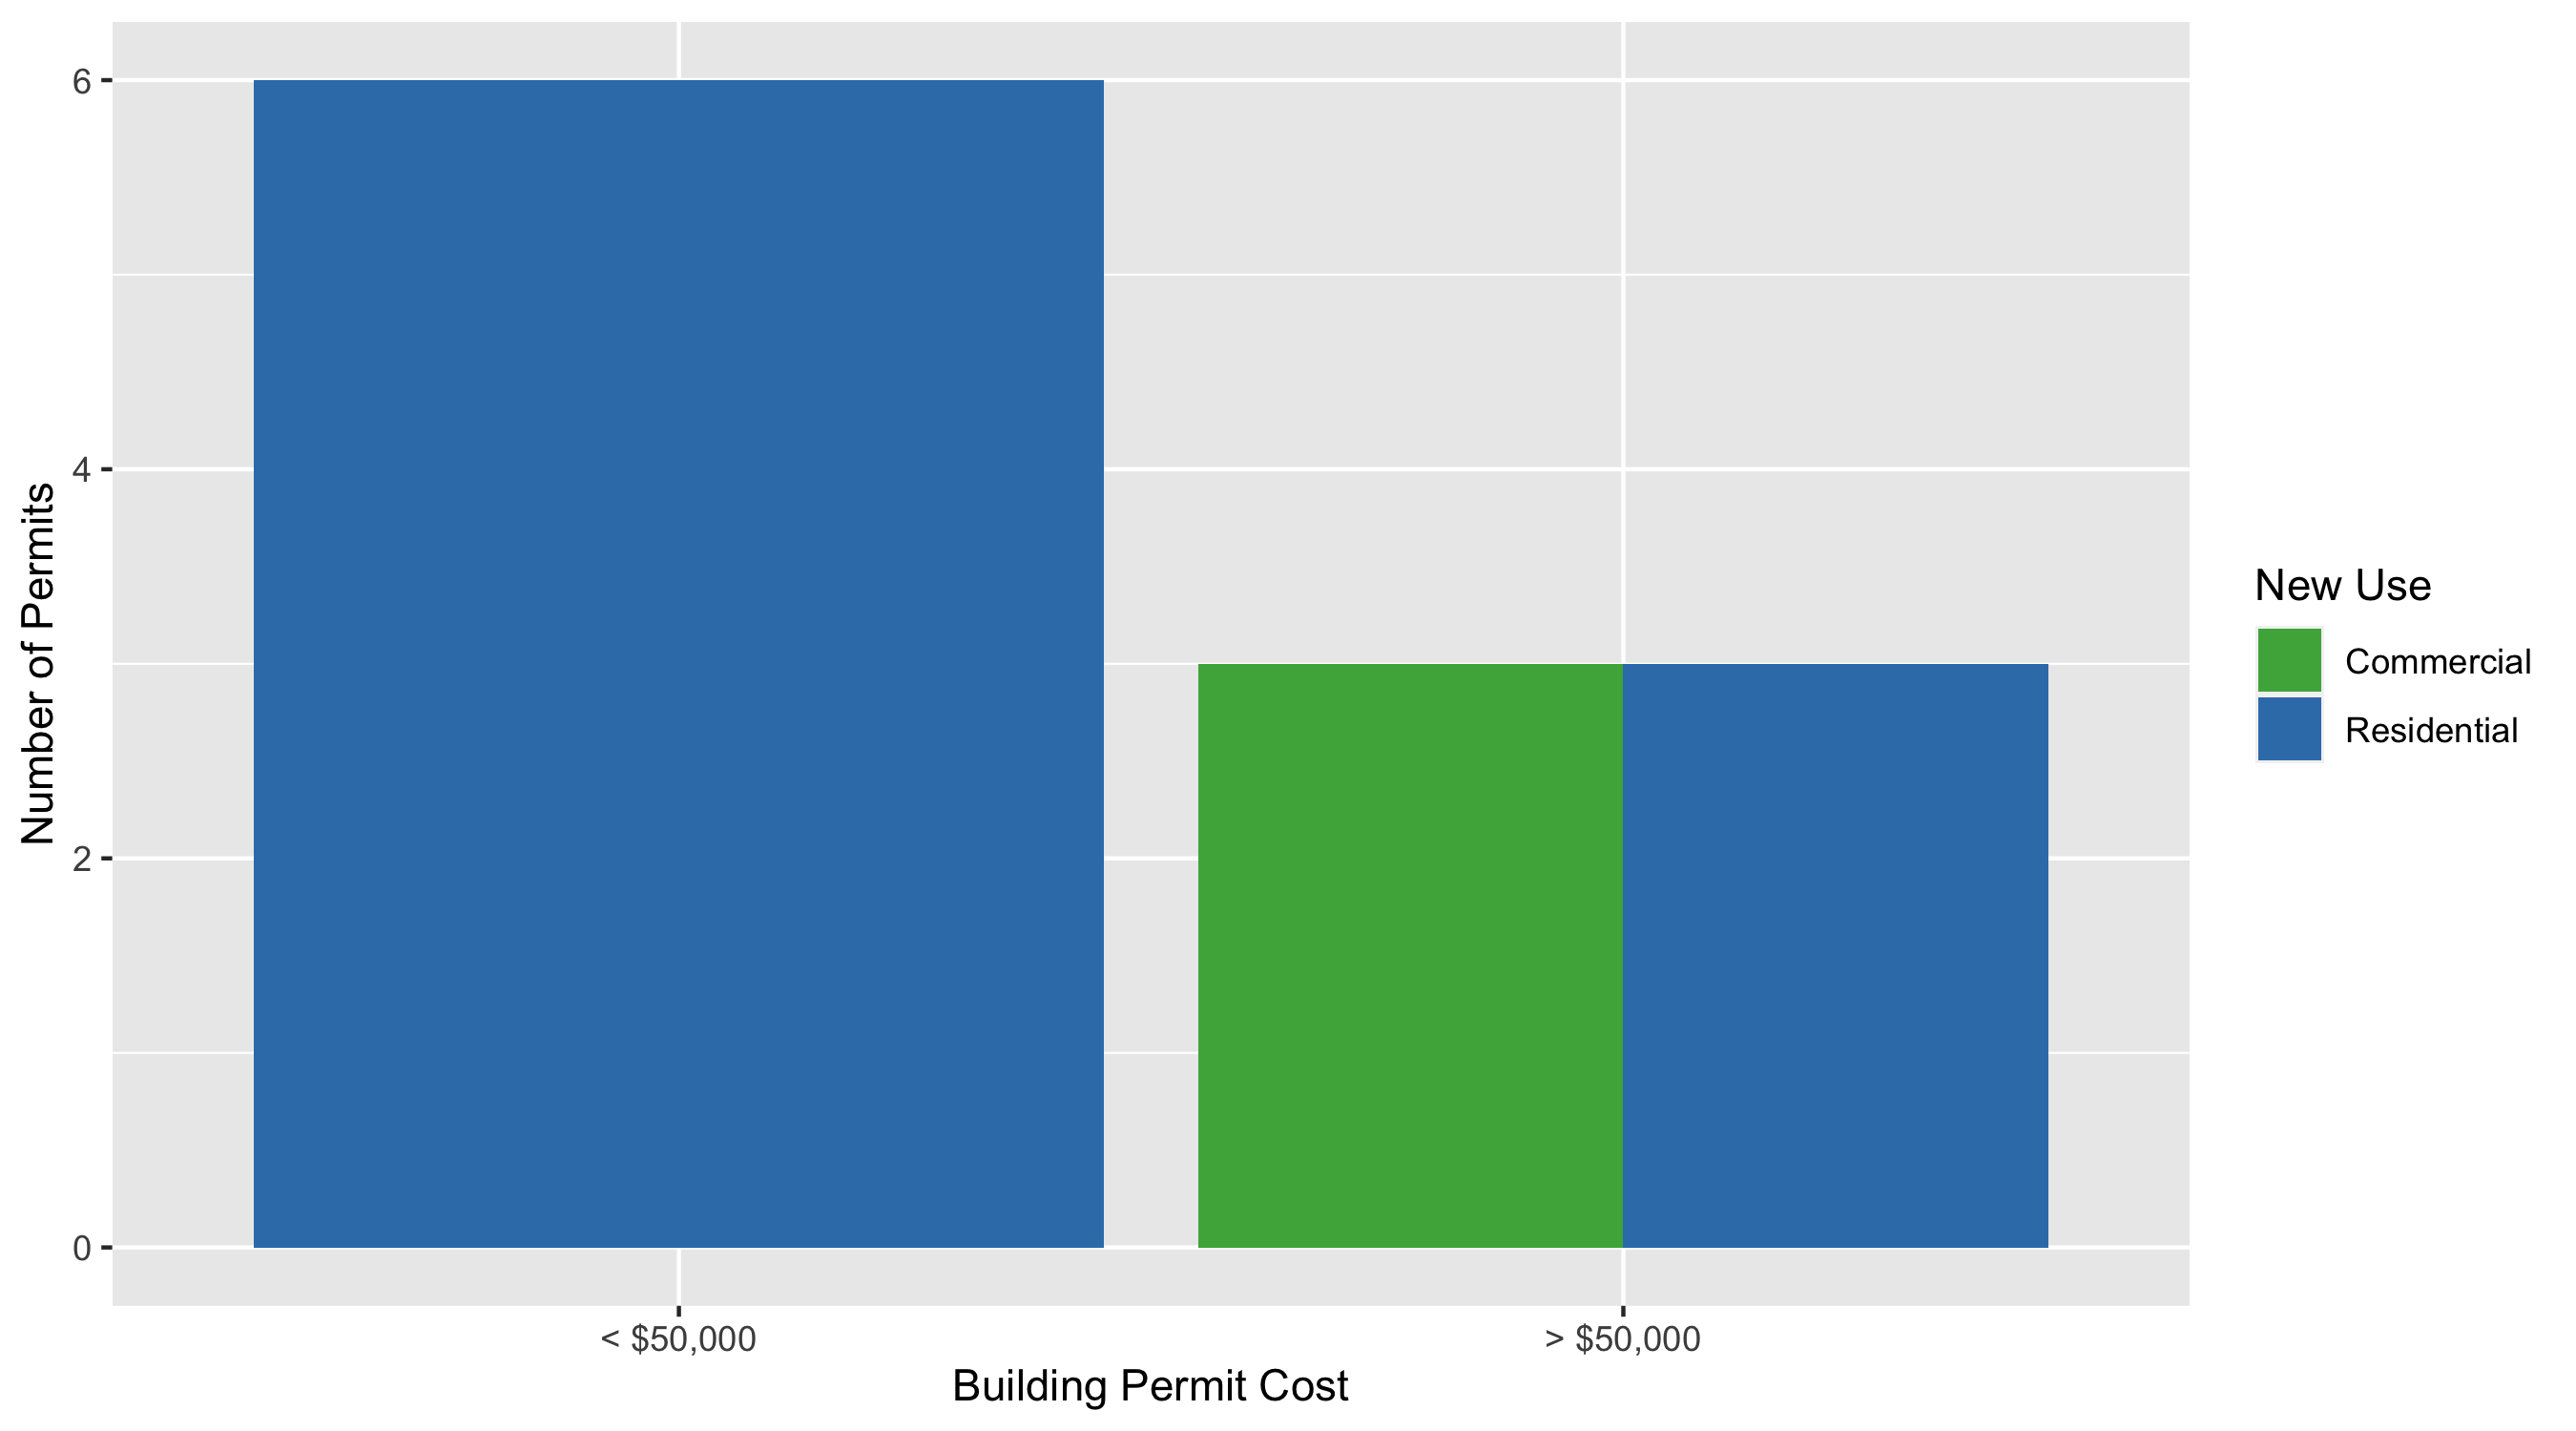 6
4
2
0
Number of Permits
< $50,000
> $50,000
Building Permit Cost
New Use
Commercial
Residential